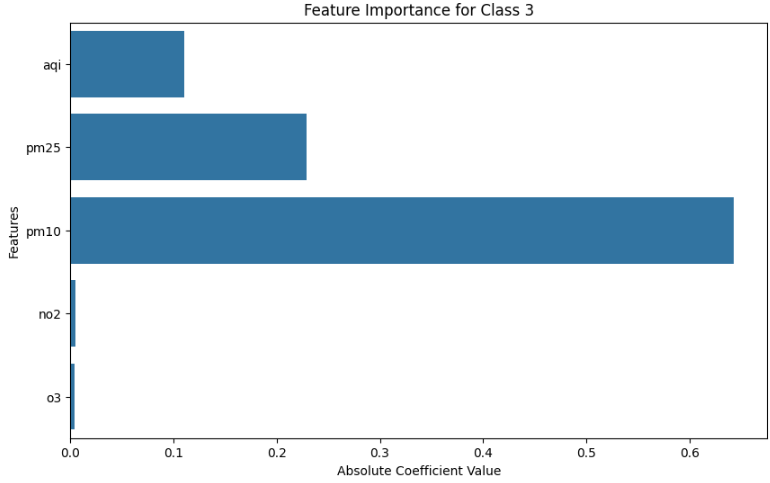 Feature Importance for Class 3
Features
aqi
pm25
pm10
no2
o3
0.0 0.1 0.2 0.3 0.4 0.5 0.6
Absolute Coefficient Value